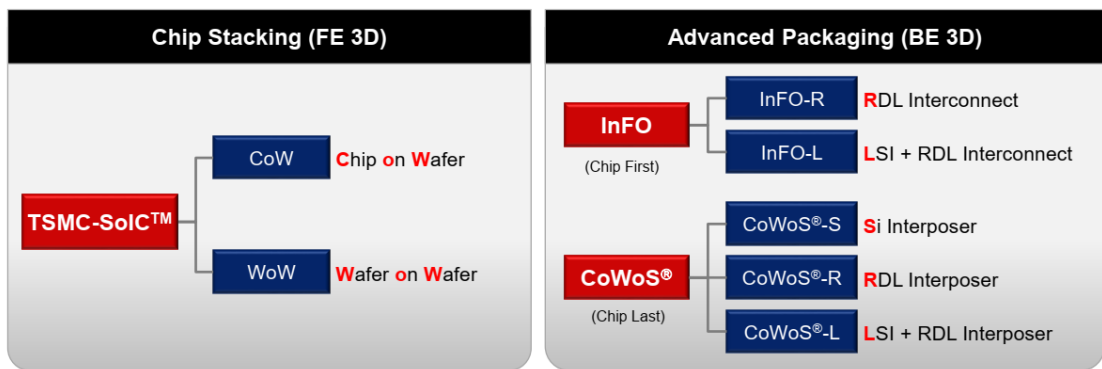 Chip Stacking (FE 3D)
TSMC-SoIC™
CoW
Chip on Wafer
WoW
Wafer on Wafer
Advanced Packaging (BE 3D)
InFO
(Chip First)
InFO-R
RDL Interconnect
InFO-L
LSI + RDL Interconnect
CoWoS®
(Chip Last)
CoWoS®-S
Si Interposer
CoWoS®-R
RDL Interposer
CoWoS®-L
LSI + RDL Interposer